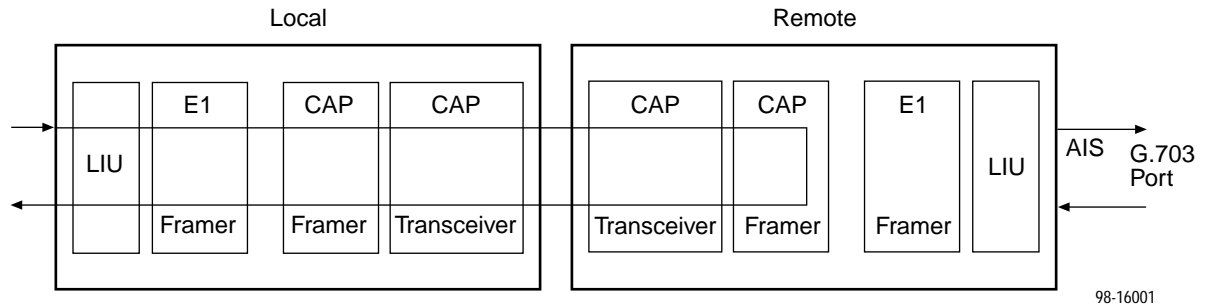 Local
Remote
E1
CAP
CAP
CAP
CAP
E1
LIU
LIU
AIS
G.703
Port
Framer
Framer
Transceiver
Transceiver
Framer
Framer
98-16001